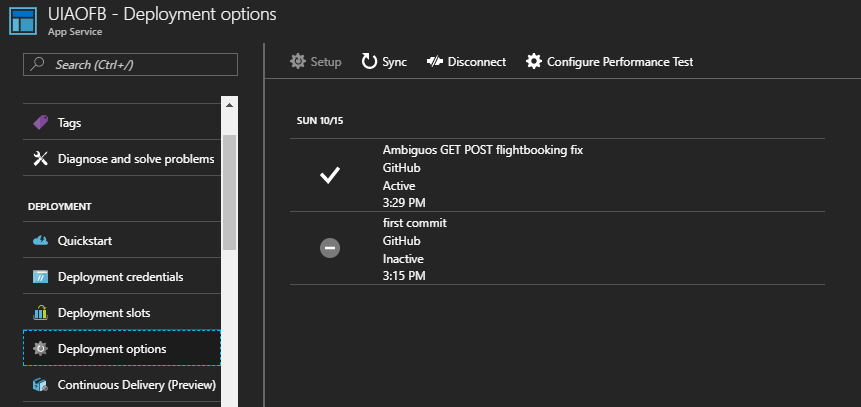 UIAOFB - Deployment options
App Service
Search (Ctrl+/)
Setup
Sync
Disconnect
Configure Performance Test
Tags
Diagnose and solve problems
DEPLOYMENT
Quickstart
Deployment credentials
Deployment slots
Deployment options
Continuous Delivery (Preview)
SUN 10/15
Ambiguos GET POST flightbooking fix
GitHub
Active
3:29 PM
first commit
GitHub
Inactive
3:15 PM